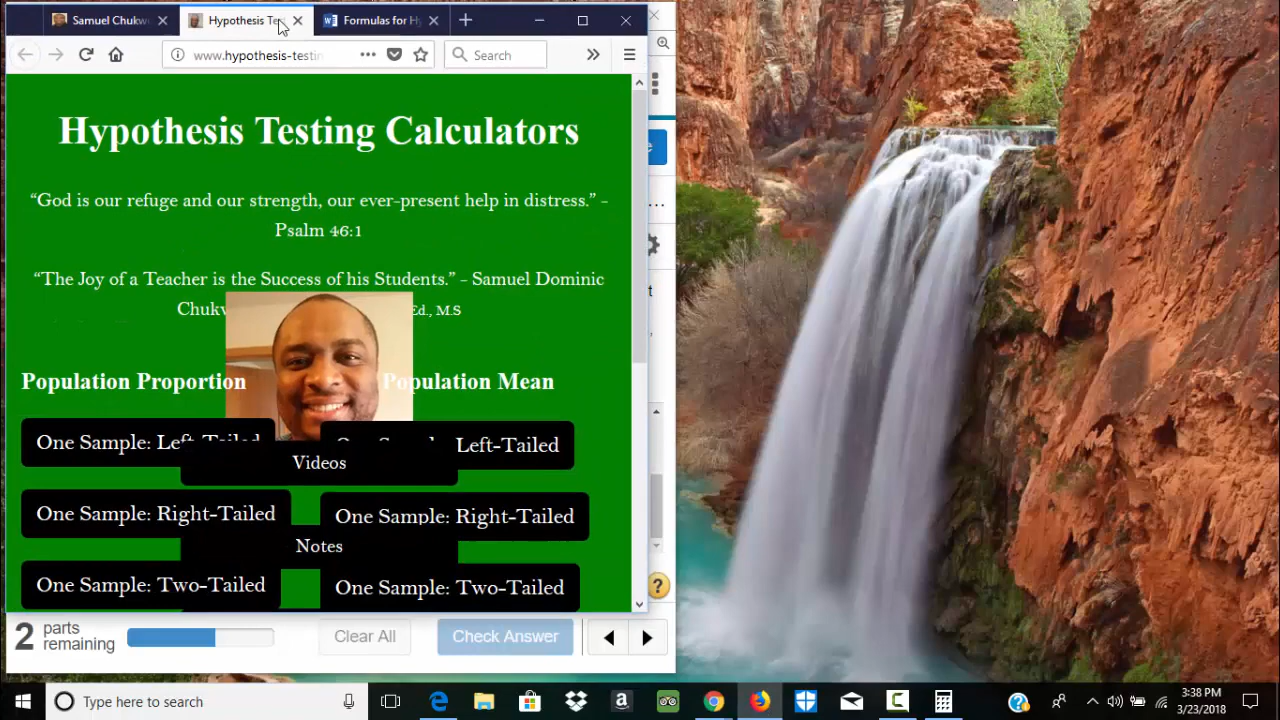 Samuel Chukw
Hypothesis Tes
Formulas for Hy
www.hypothesis-testin
Search
Hypothesis Testing Calculators
“God is our refuge and our strength, our ever-present help in distress.” –
Psalm 46:1
“The Joy of a Teacher is the Success of his Students.” – Samuel Dominic
Chukw Ed., M.S
Population Proportion
Population Mean
One Sample: Left-Tailed
Left-Tailed
Videos
One Sample: Right-Tailed
One Sample: Right-Tailed
Notes
One Sample: Two-Tailed
One Sample: Two-Tailed
2 parts
remaining
Clear All
Check Answer
?
Type here to search
3:38 PM
3/23/2018